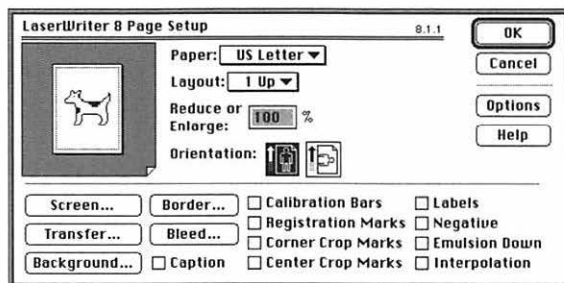 LaserWriter 8 Page Setup 8.1.1 OK
Paper: US Letter Cancel
Layout: 1 Up
Reduce or Enlarge: 100 % Options
Help
Orientation:
Screen... Border... Calibration Bars Labels
Registration Marks Negative
Transfer... Bleed... Corner Crop Marks Emulsion Down
Background... Caption Center Crop Marks Interpolation